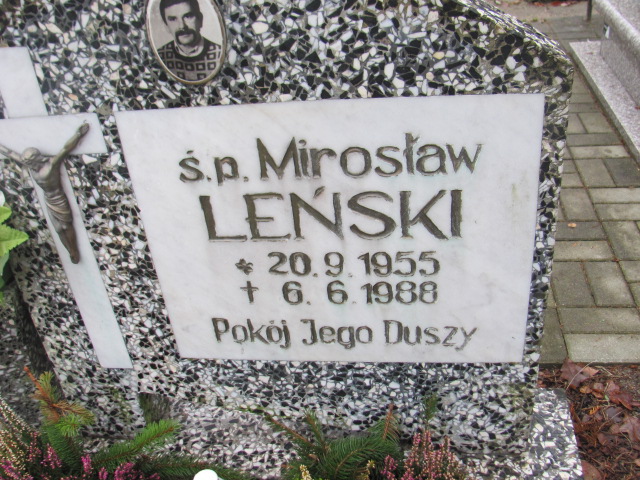 ś.p. Mirosław
LEŃSKI
* 20.9.1955
† 6.6.1988
Pokój Jego Duszy